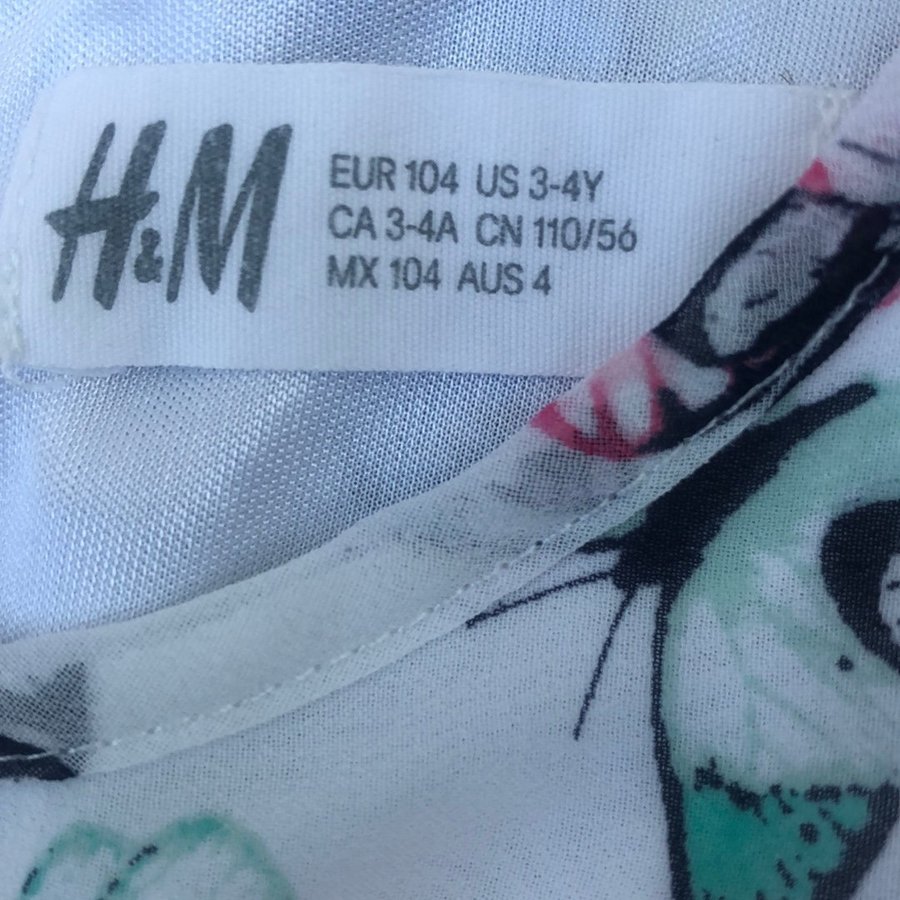 H&M
EUR 104 US 3-4Y
CA 3-4A CN 110/56
MX 104 AUS 4